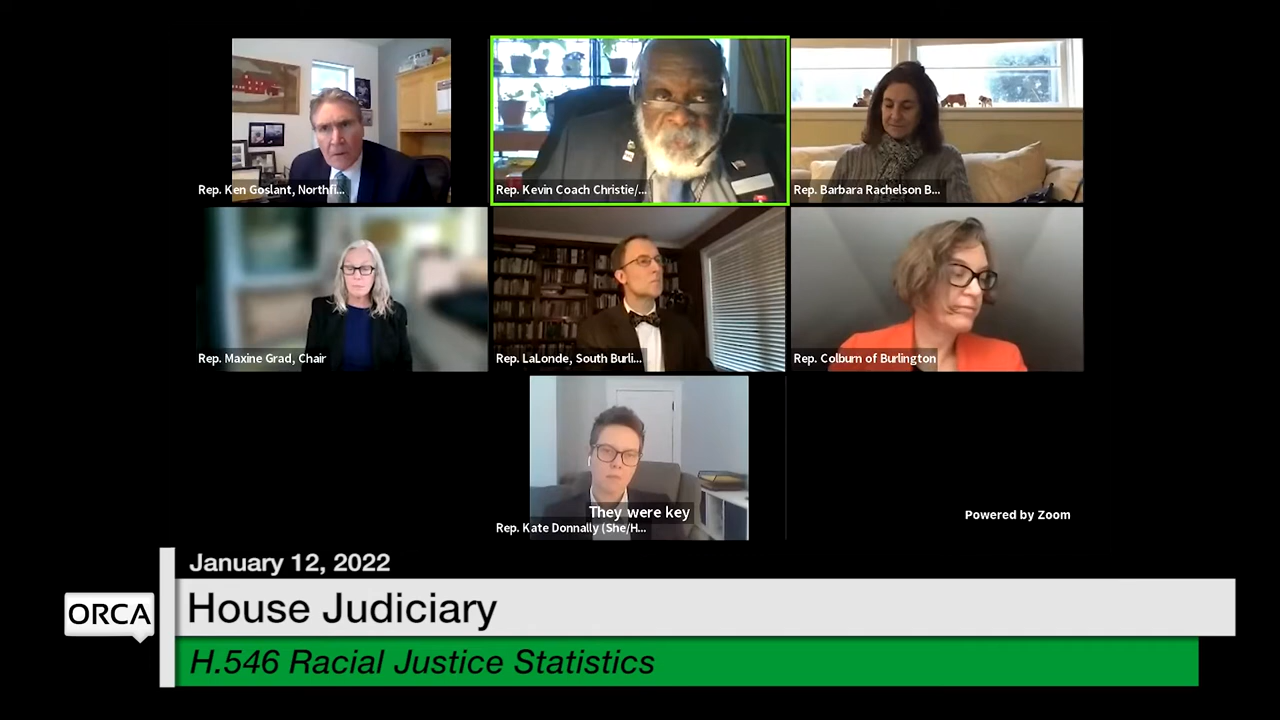 Rep. Ken Goslant, Northfi...
Rep. Kevin Coach Christie/...
Rep. Barbara Rachelson B...
Rep. Maxine Grad, Chair
Rep. LaLonde, South Burli...
Rep. Colburn of Burlington
They were key
Rep. Kate Donnally (She/H...
Powered by Zoom
January 12, 2022
ORCA
House Judiciary
H.546 Racial Justice Statistics